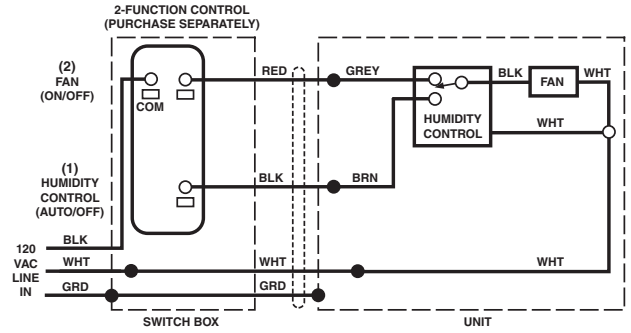 2-FUNCTION CONTROL
(PURCHASE SEPARATELY)
(2)
FAN
(ON/OFF)
COM
RED
GREY
BLK
FAN
WHT
HUMIDITY
CONTROL
WHT
(1)
HUMIDITY
CONTROL
(AUTO/OFF)
BLK
BRN
120
VAC
LINE
IN
BLK
WHT
WHT
WHT
GRD
GRD
SWITCH BOX
UNIT